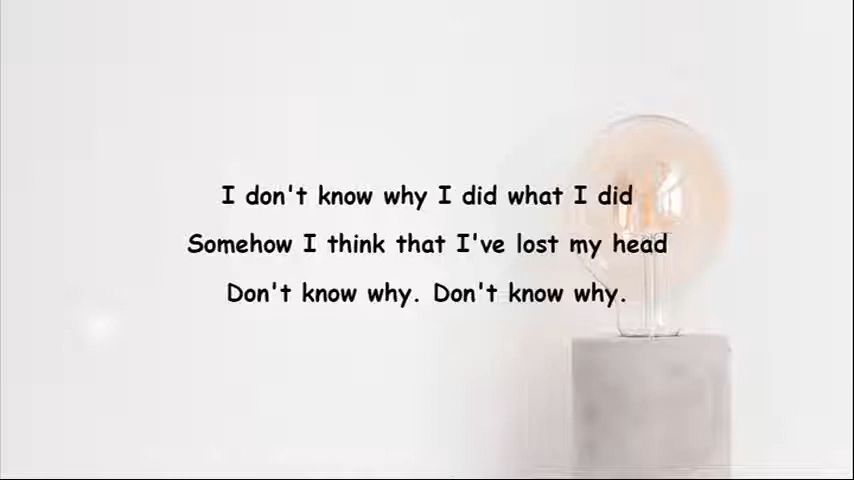 I don't know why I did what I did
Somehow I think that I've lost my head
Don't know why. Don't know why.